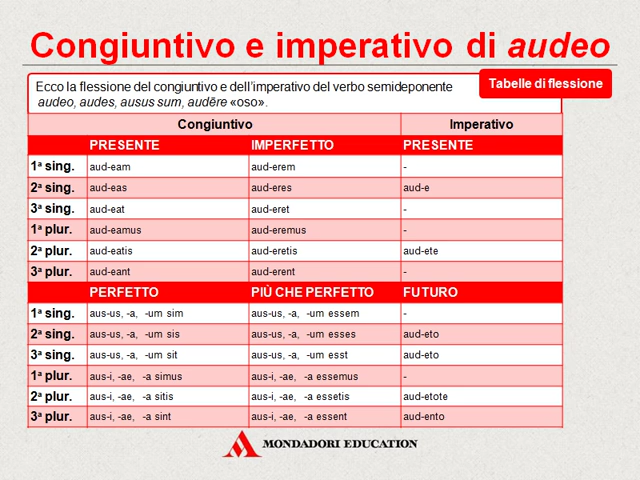 Congiuntivo e imperativo di audeo
Tabelle di flessione
Ecco la flessione del congiuntivo e dell'imperativo del verbo semideponente
audeo, audes, ausus sum, audēre «oso».
Congiuntivo Imperativo
PRESENTE IMPERFETTO PRESENTE
1ª sing. aud-eam aud-erem -
2ª sing. aud-eas aud-eres aud-e
3ª sing. aud-eat aud-eret -
1ª plur. aud-eamus aud-eremus -
2ª plur. aud-eatis aud-eretis aud-ete
3ª plur. aud-eant aud-erent -
PERFETTO PIÙ CHE PERFETTO FUTURO
1ª sing. aus-us, -a, -um sim aus-us, -a, -um essem -
2ª sing. aus-us, -a, -um sis aus-us, -a, -um esses aud-eto
3ª sing. aus-us, -a, -um sit aus-us, -a, -um esst aud-eto
1ª plur. aus-i, -ae, -a simus aus-i, -ae, -a essemus -
2ª plur. aus-i, -ae, -a sitis aus-i, -ae, -a essetis aud-etote
3ª plur. aus-i, -ae, -a sint aus-i, -ae, -a essent aud-ento
MONDADORI EDUCATION